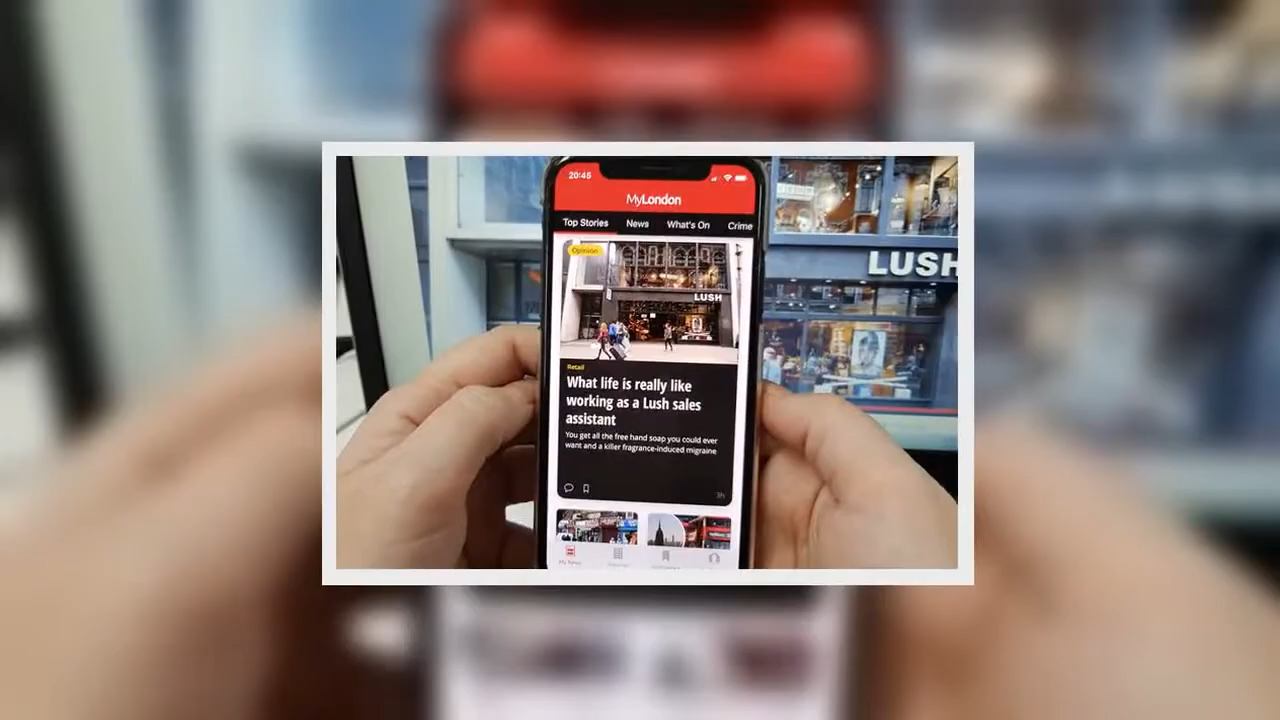 20:45
MyLondon
Top Stories News What's On Crime
Opinion
LUSH
LUSH
Retail
What life is really like
working as a Lush sales
assistant
You get all the free hand soap you could ever
want and a killer fragrance-induced migraine
3h
My News